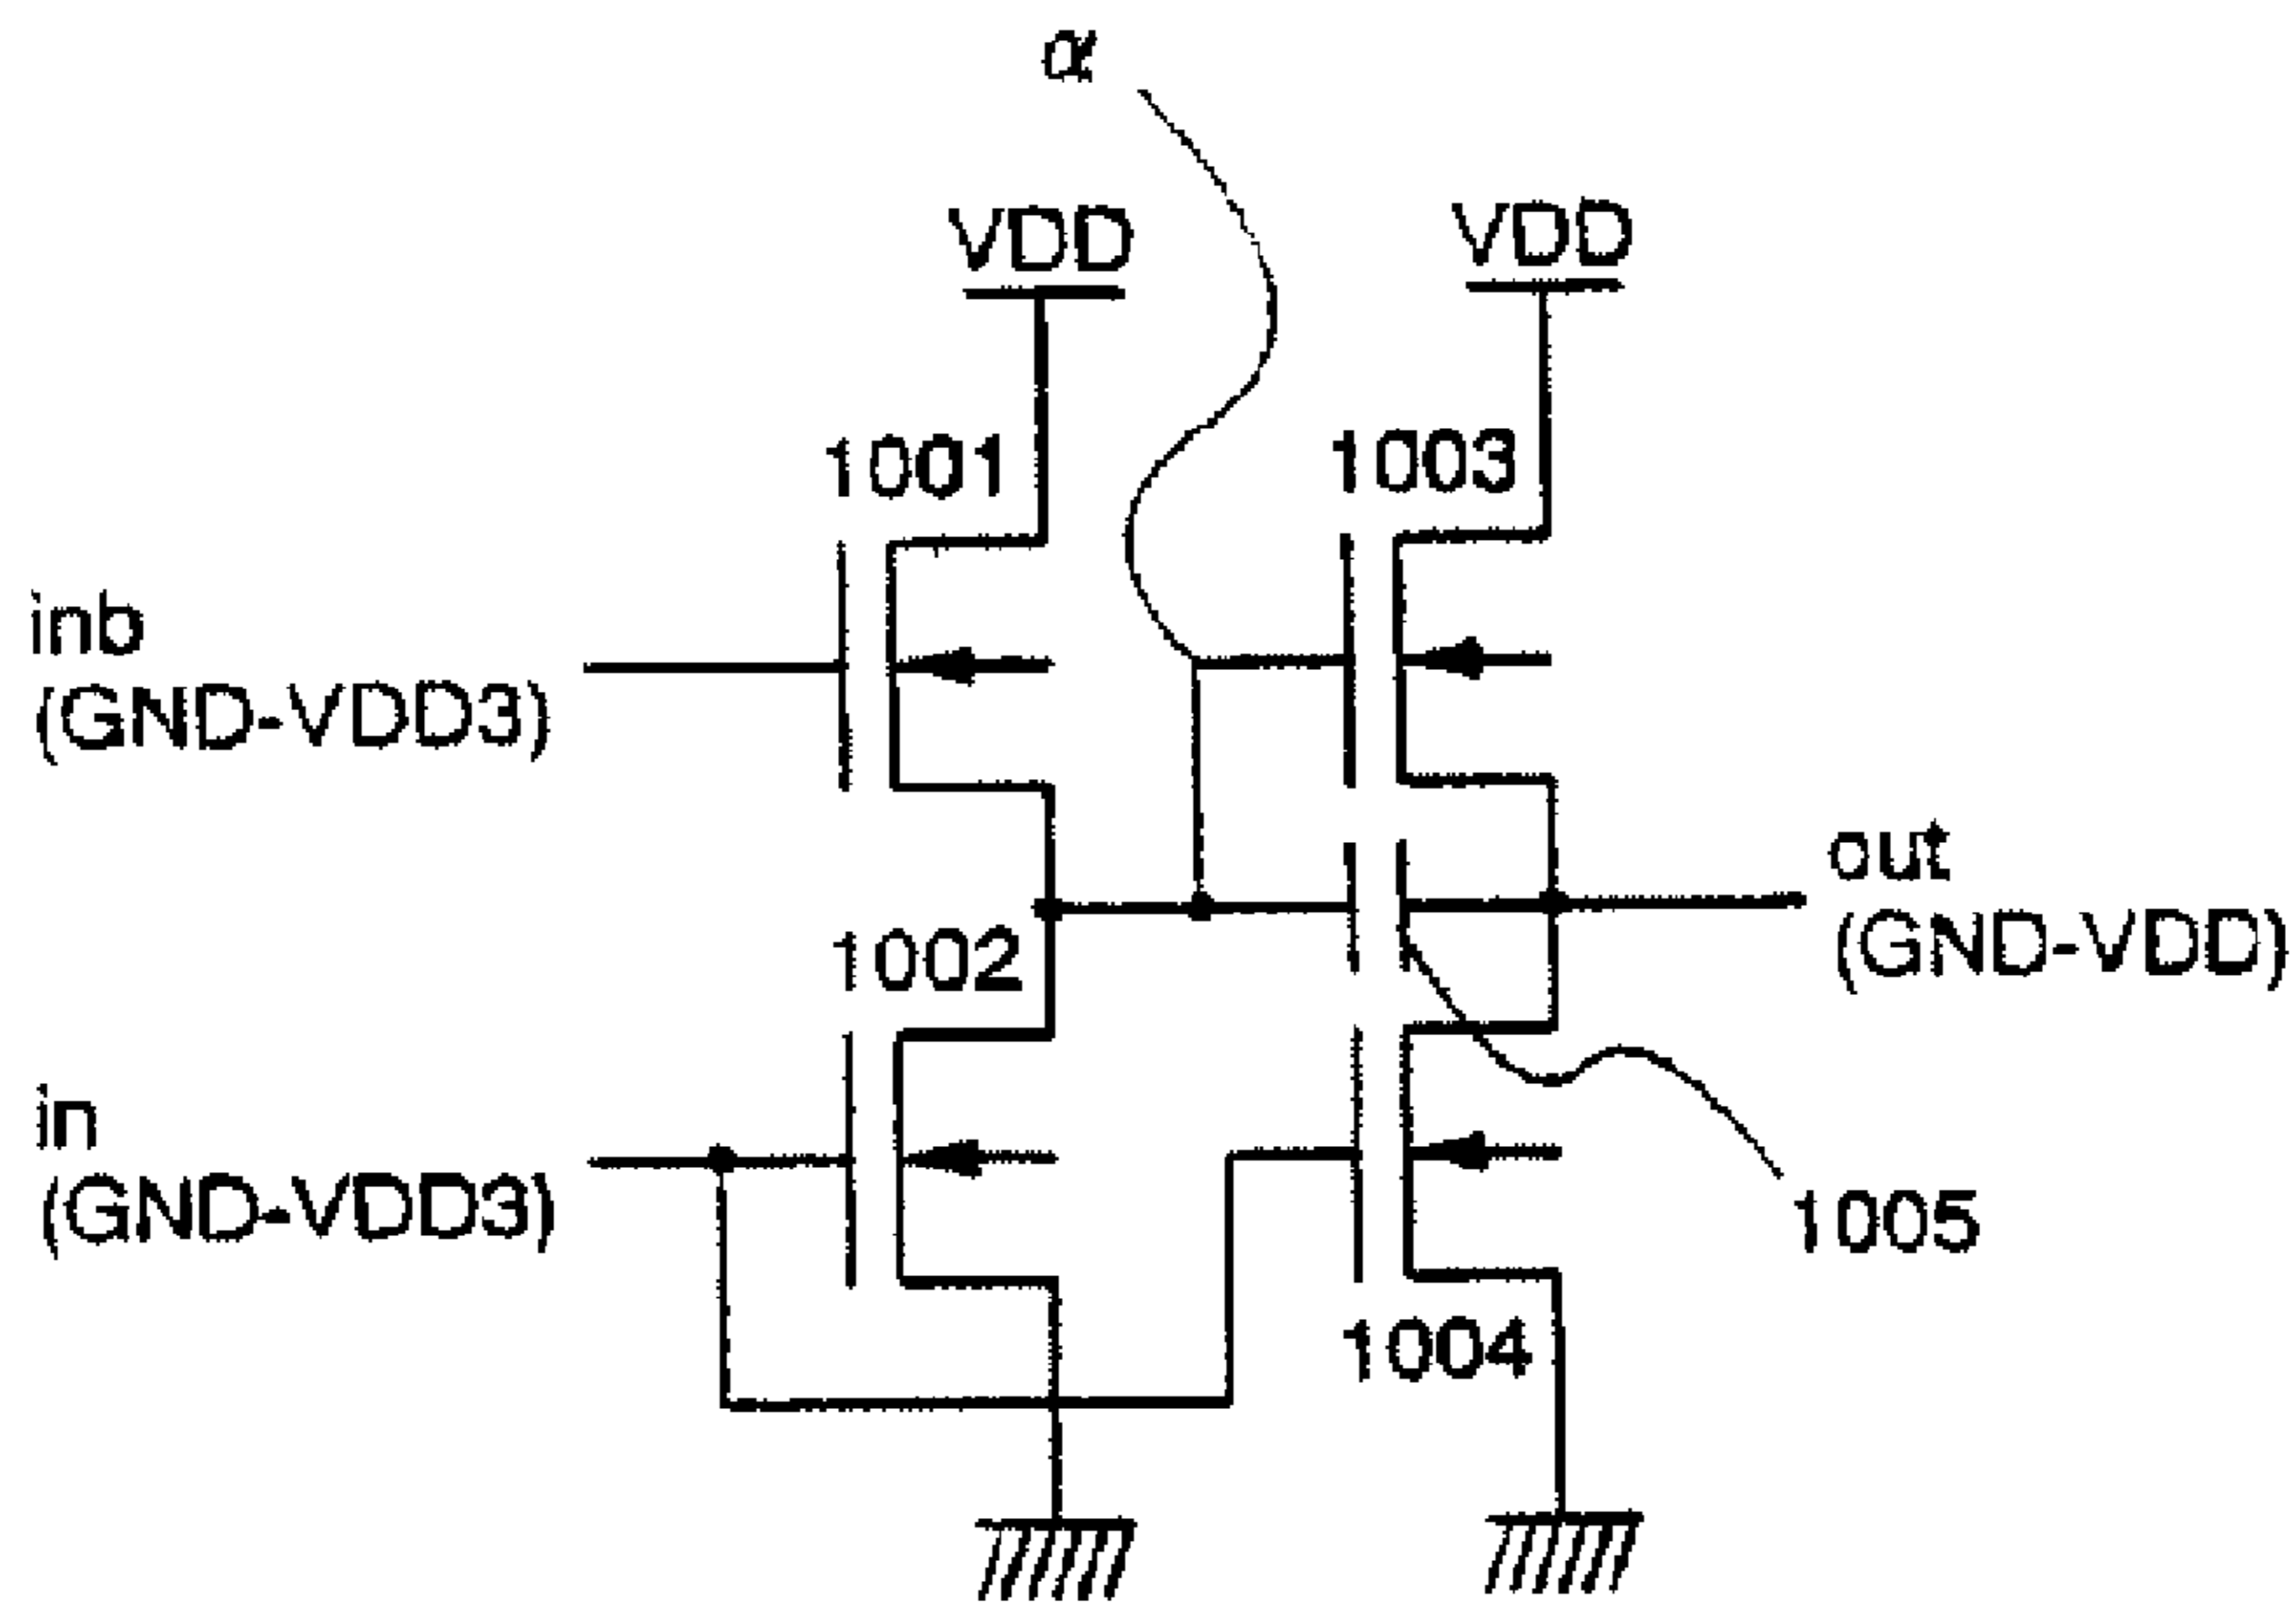 α
VDD
VDD
1001
1003
inb
(GND-VDD3)
out
(GND-VDD)
1002
in
(GND-VDD3)
1005
1004